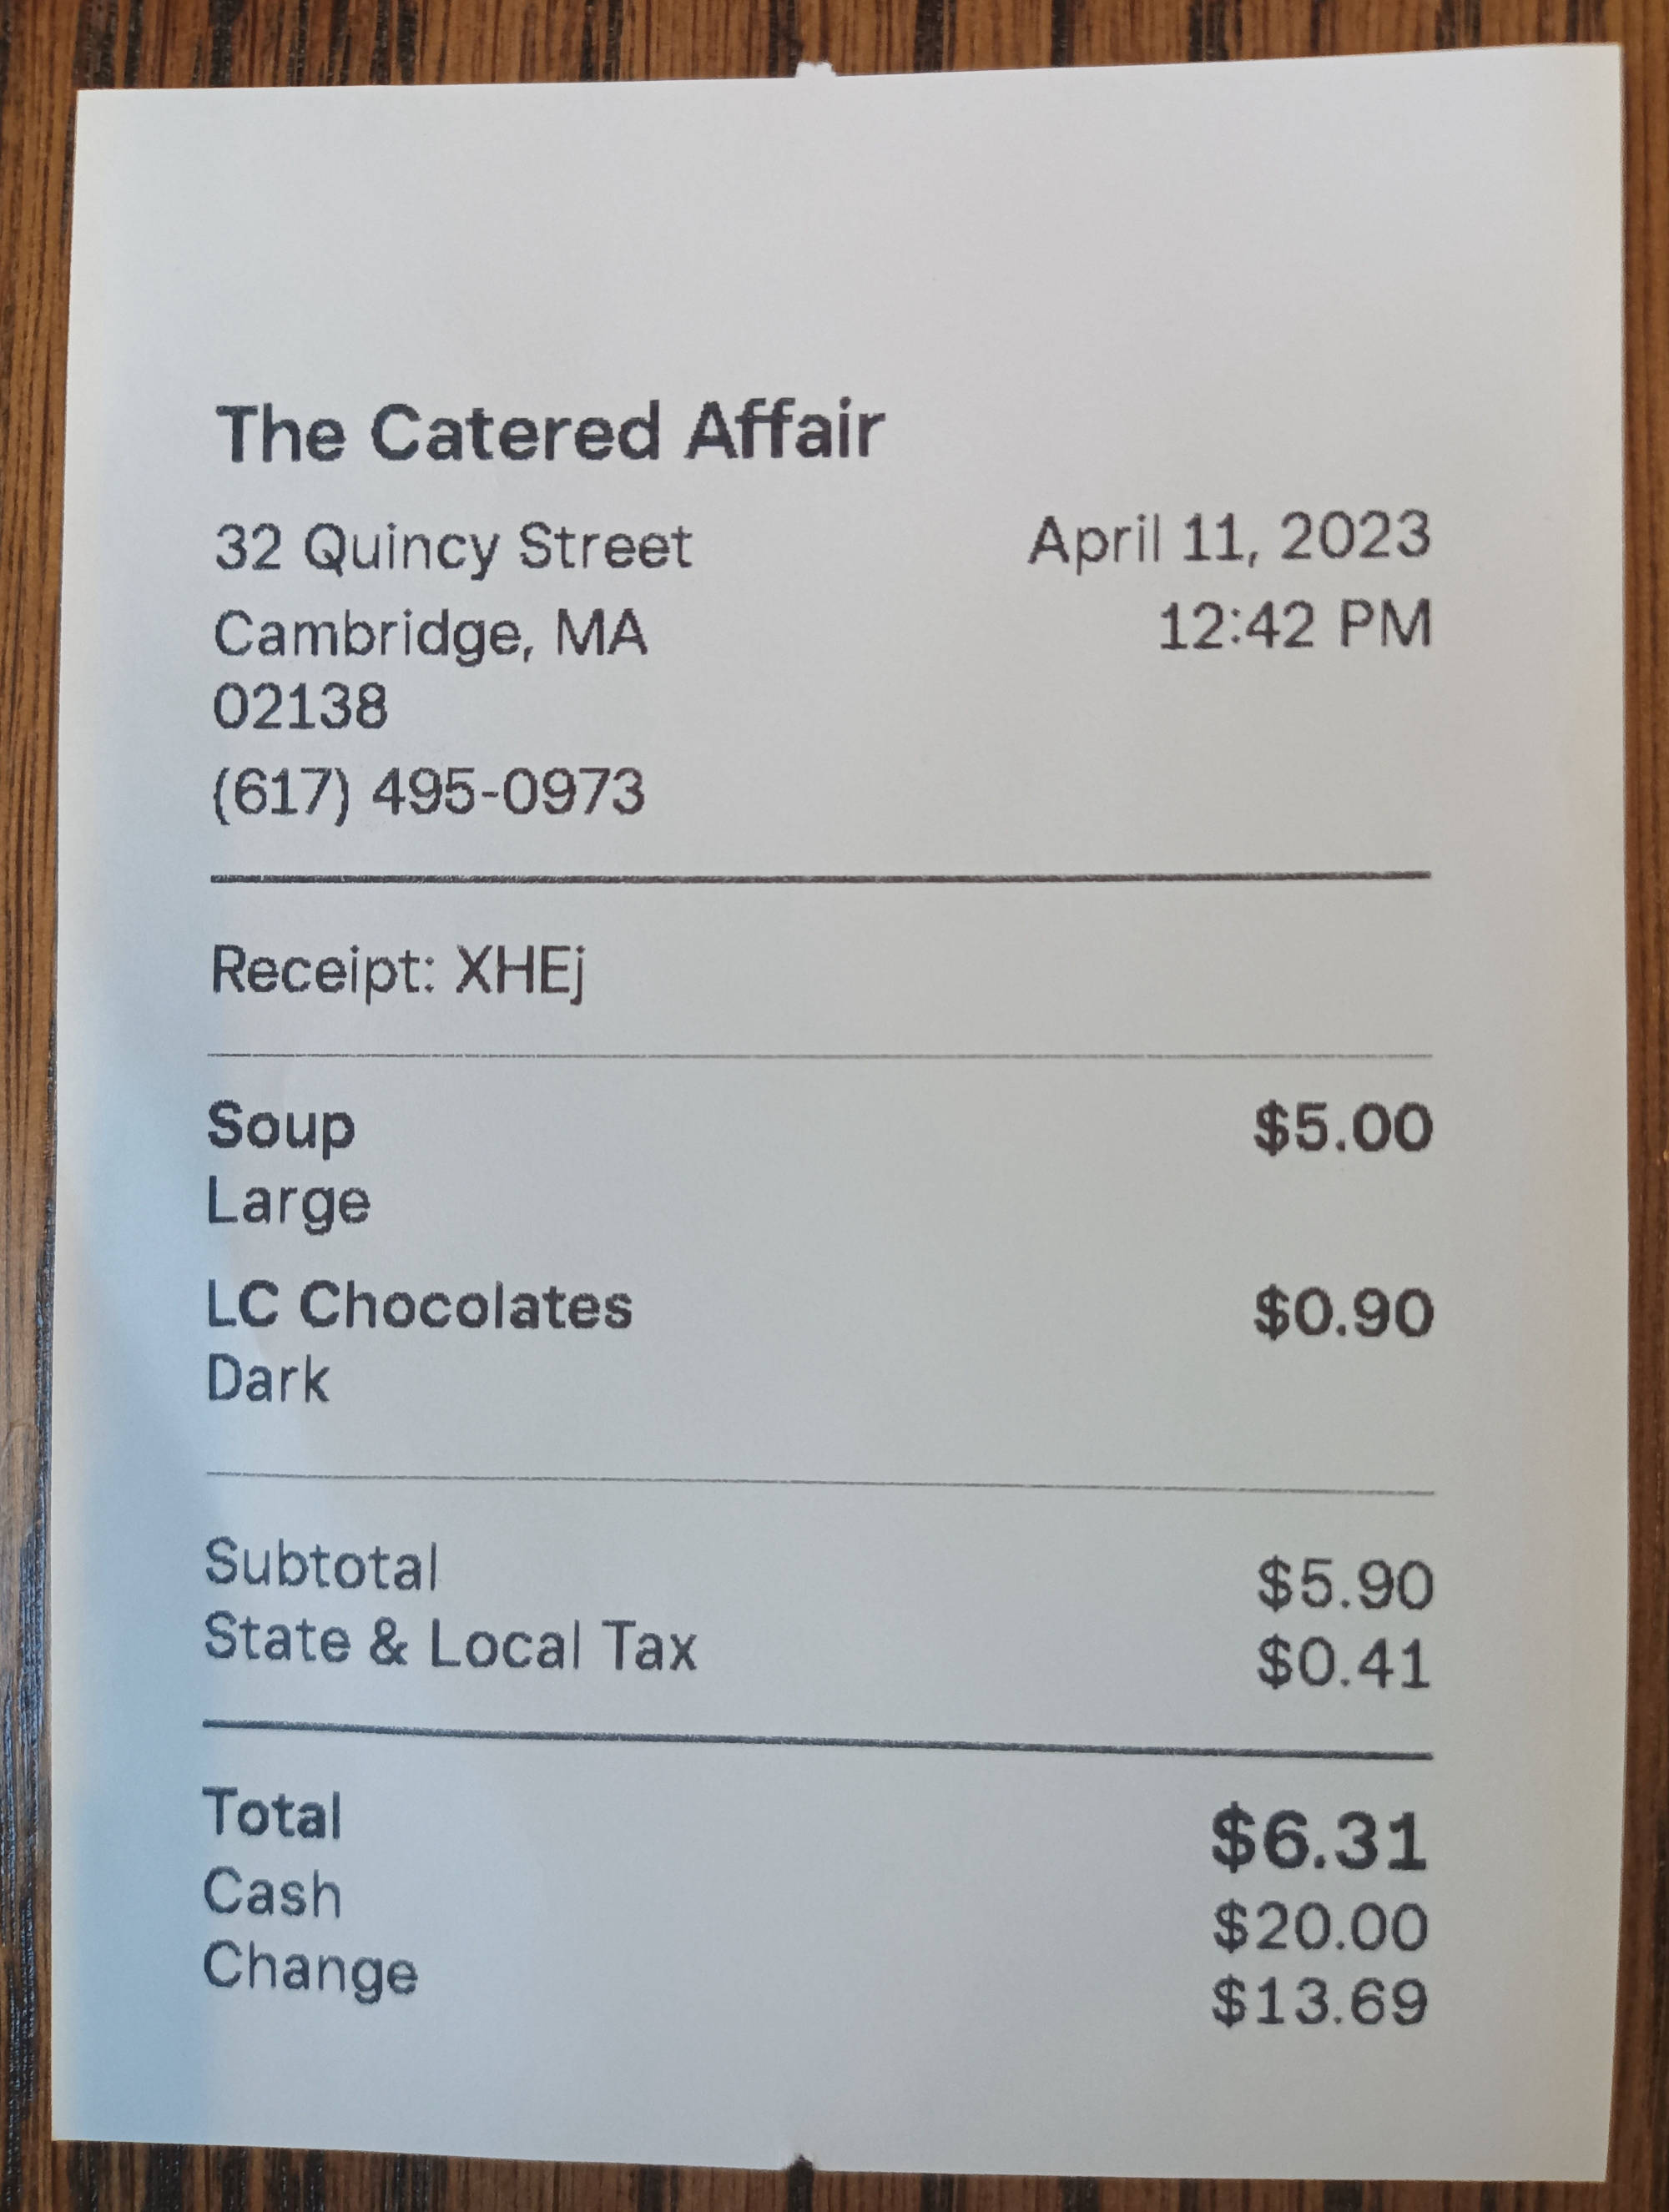 The Catered Affair
32 Quincy Street April 11, 2023
Cambridge, MA 12:42 PM
02138
(617) 495-0973
Receipt: XHEj
Soup $5.00
Large
LC Chocolates $0.90
Dark
Subtotal $5.90
State & Local Tax $0.41
Total $6.31
Cash $20.00
Change $13.69